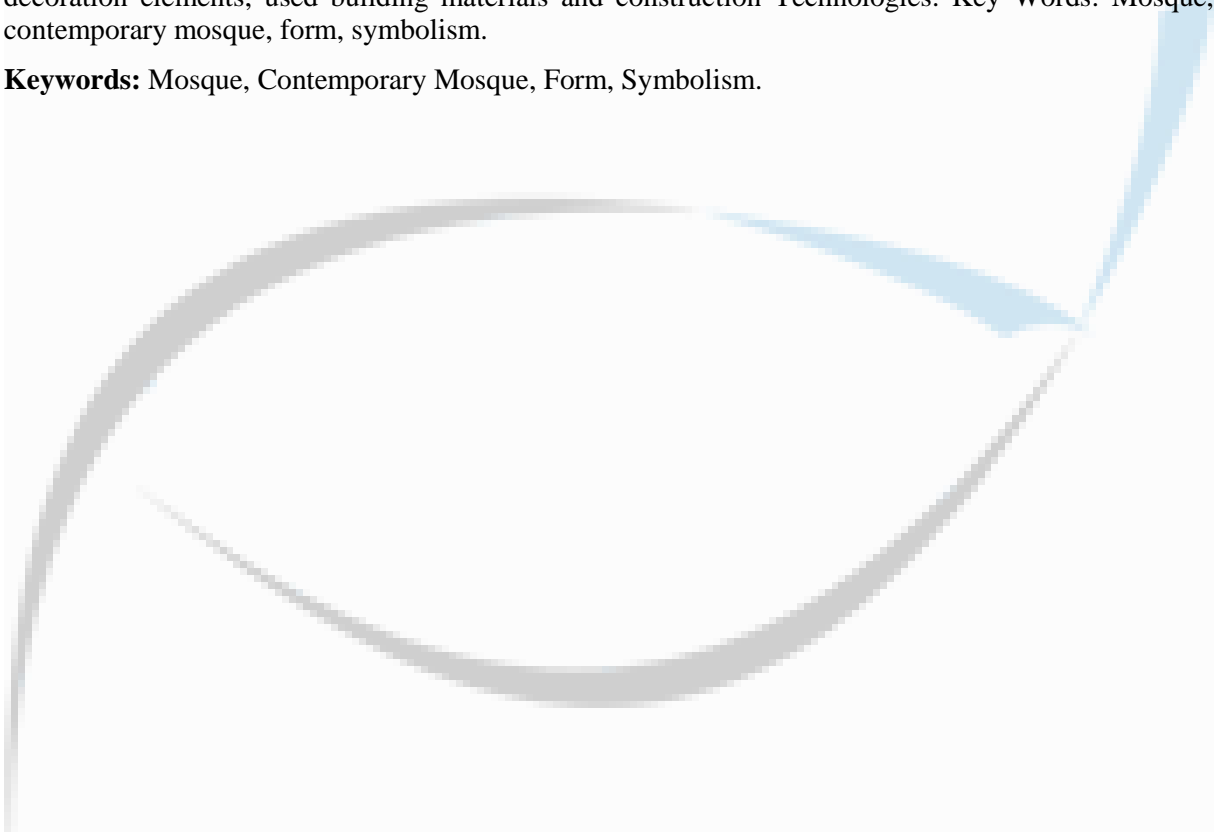 decoration elements, used building materials and construction Technologies. Key Words: Mosque,
contemporary mosque, form, symbolism.
Keywords: Mosque, Contemporary Mosque, Form, Symbolism.